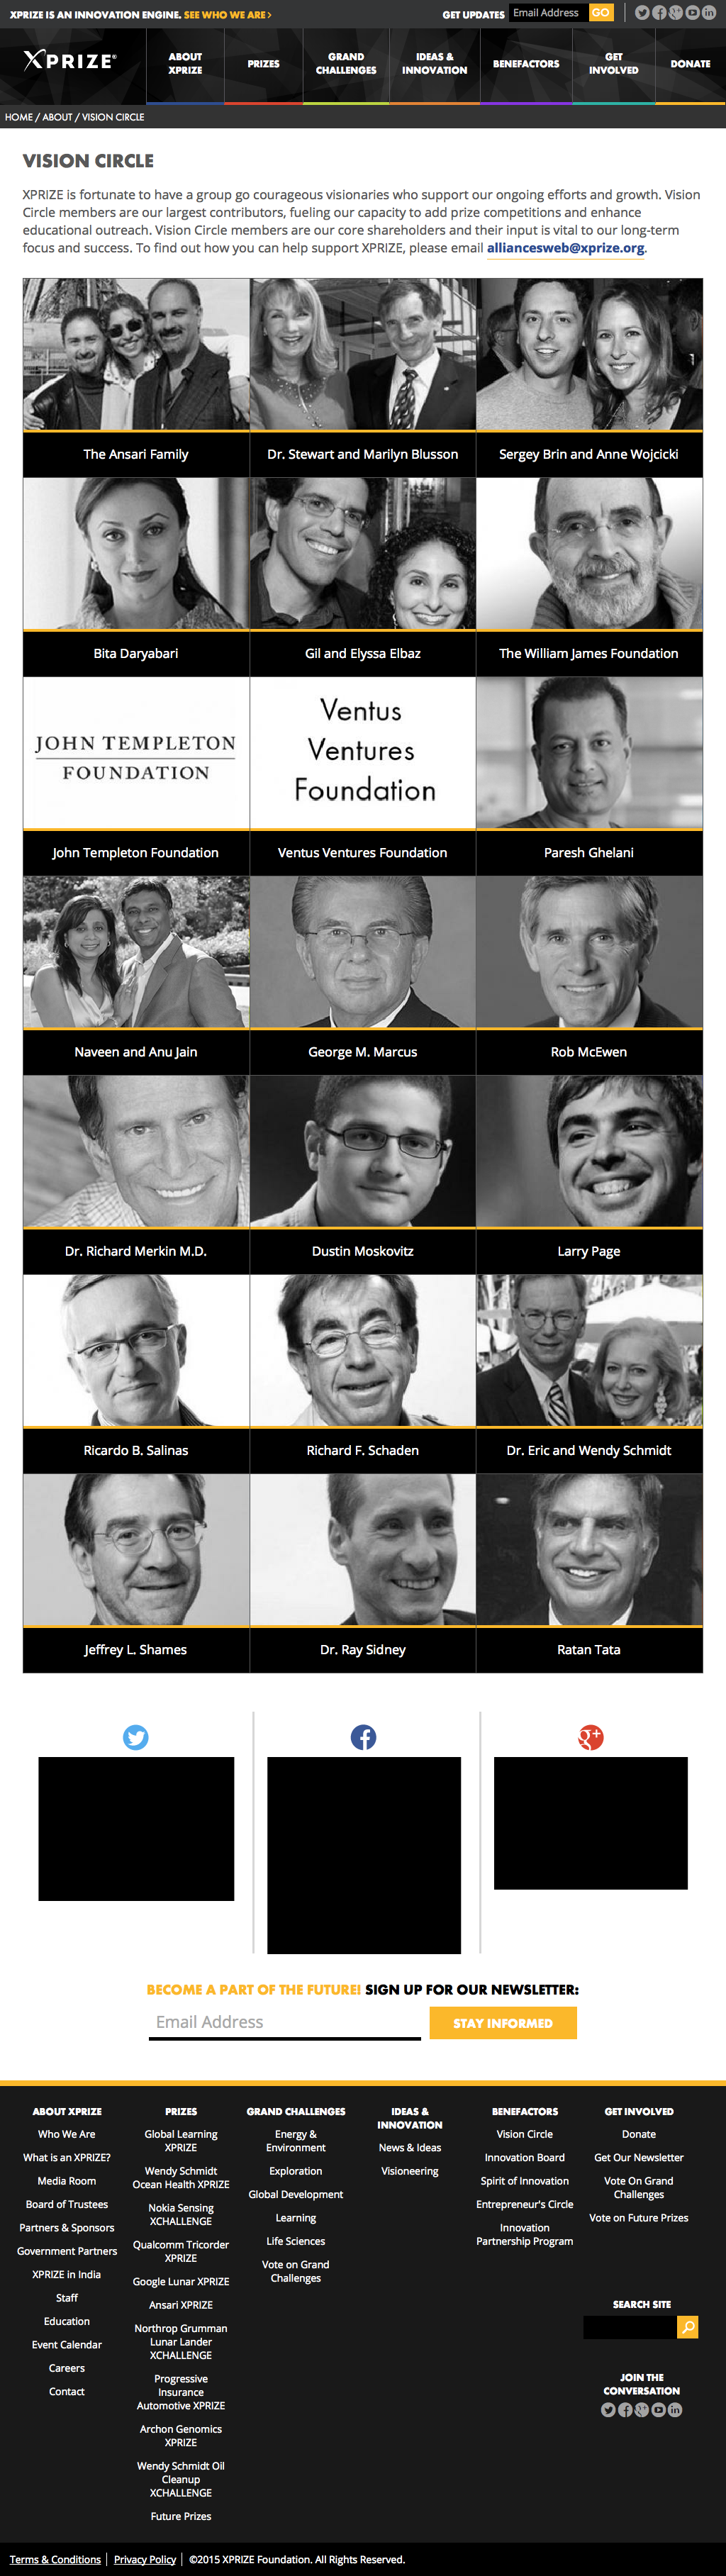 XPRIZE IS AN INNOVATION ENGINE. SEE WHO WE ARE >
GET UPDATES Email Address GO
XPRIZE®
ABOUT XPRIZE
PRIZES
GRAND CHALLENGES
IDEAS & INNOVATION
BENEFACTORS
GET INVOLVED
DONATE
HOME / ABOUT / VISION CIRCLE
VISION CIRCLE
XPRIZE is fortunate to have a group go courageous visionaries who support our ongoing efforts and growth. Vision
Circle members are our largest contributors, fueling our capacity to add prize competitions and enhance
educational outreach. Vision Circle members are our core shareholders and their input is vital to our long-term
focus and success. To find out how you can help support XPRIZE, please email alliancesweb@xprize.org.
The Ansari Family
Dr. Stewart and Marilyn Blusson
Sergey Brin and Anne Wojcicki
Bita Daryabari
Gil and Elyssa Elbaz
The William James Foundation
JOHN TEMPLETON
FOUNDATION
Ventus
Ventures
Foundation
John Templeton Foundation
Ventus Ventures Foundation
Paresh Ghelani
Naveen and Anu Jain
George M. Marcus
Rob McEwen
Dr. Richard Merkin M.D.
Dustin Moskovitz
Larry Page
Ricardo B. Salinas
Richard F. Schaden
Dr. Eric and Wendy Schmidt
Jeffrey L. Shames
Dr. Ray Sidney
Ratan Tata
BECOME A PART OF THE FUTURE! SIGN UP FOR OUR NEWSLETTER:
Email Address
STAY INFORMED
ABOUT XPRIZE
Who We Are
What is an XPRIZE?
Media Room
Board of Trustees
Partners & Sponsors
Government Partners
XPRIZE in India
Staff
Education
Event Calendar
Careers
Contact
PRIZES
Global Learning
XPRIZE
Wendy Schmidt
Ocean Health XPRIZE
Nokia Sensing
XCHALLENGE
Qualcomm Tricorder
XPRIZE
Google Lunar XPRIZE
Ansari XPRIZE
Northrop Grumman
Lunar Lander
XCHALLENGE
Progressive
Insurance
Automotive XPRIZE
Archon Genomics
XPRIZE
Wendy Schmidt Oil
Cleanup
XCHALLENGE
Future Prizes
GRAND CHALLENGES
Energy &
Environment
Exploration
Global Development
Learning
Life Sciences
Vote on Grand
Challenges
IDEAS &
INNOVATION
News & Ideas
Visioneering
BENEFACTORS
Vision Circle
Innovation Board
Spirit of Innovation
Entrepreneur's Circle
Innovation
Partnership Program
GET INVOLVED
Donate
Get Our Newsletter
Vote On Grand
Challenges
Vote on Future Prizes
SEARCH SITE
JOIN THE
CONVERSATION
Terms & Conditions | Privacy Policy | ©2015 XPRIZE Foundation. All Rights Reserved.